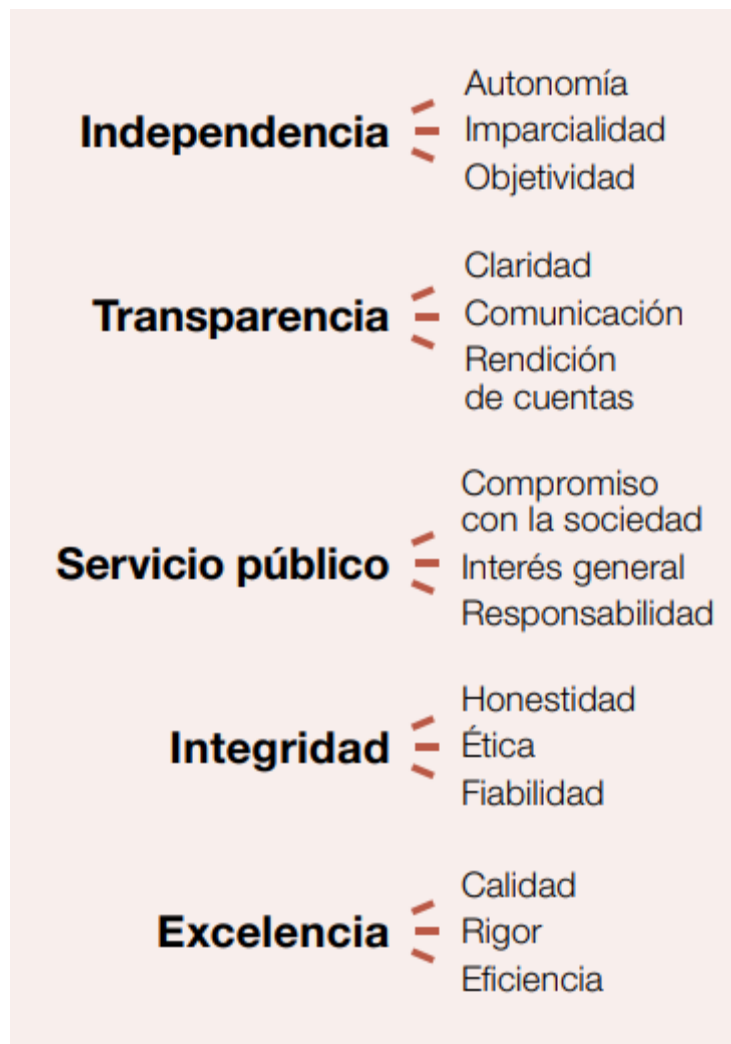 Independencia
Autonomía
Imparcialidad
Objetividad
Transparencia
Claridad
Comunicación
Rendición
de cuentas
Servicio público
Compromiso
con la sociedad
Interés general
Responsabilidad
Integridad
Honestidad
Ética
Fiabilidad
Excelencia
Calidad
Rigor
Eficiencia